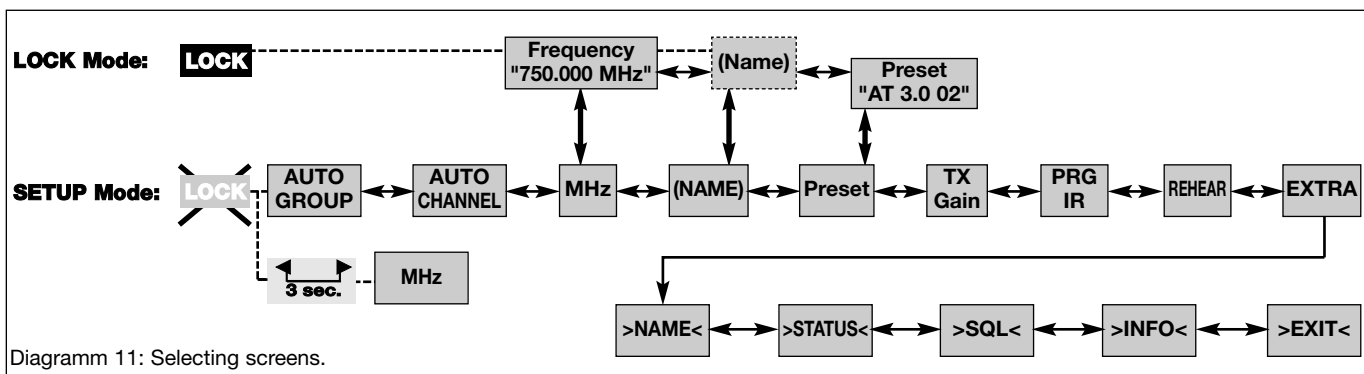 LOCK Mode:
LOCK
Frequency
"750.000 MHz"
(Name)
Preset
"AT 3.0 02"
SETUP Mode:
LOCK
AUTO
GROUP
AUTO
CHANNEL
MHz
(NAME)
Preset
TX
Gain
PRG
IR
REHEAR
EXTRA
3 sec.
MHz
>NAME<
>STATUS<
>SQL<
>INFO<
>EXIT<
Diagramm 11: Selecting screens.